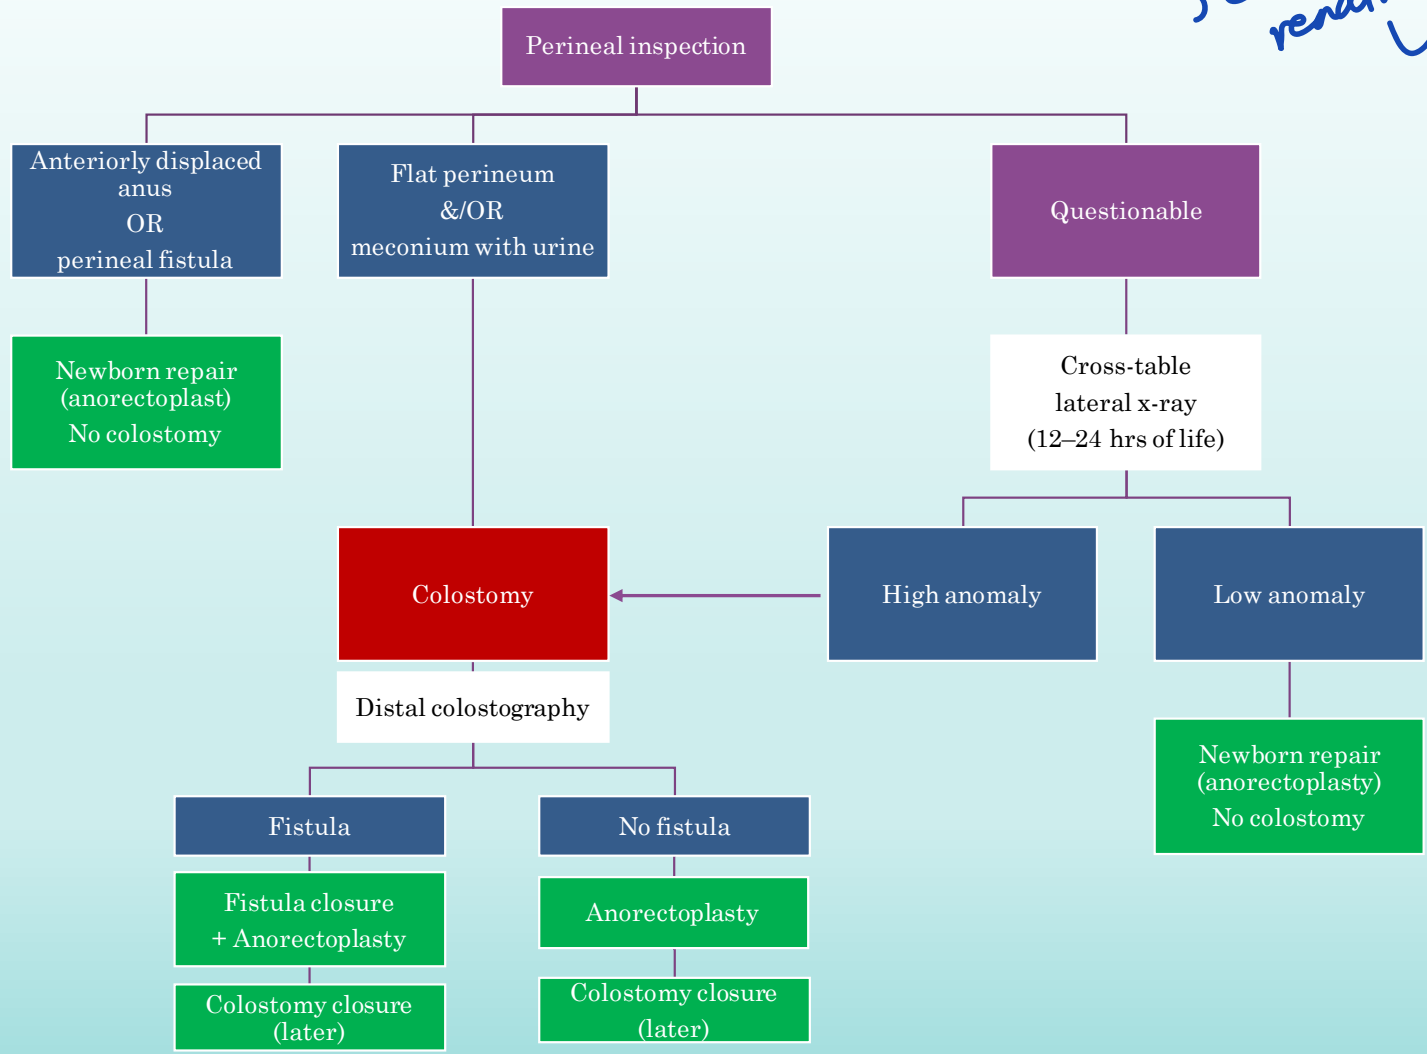 Perineal inspection
Anteriorly displaced
anus
OR
perineal fistula
Flat perineum
&/OR
meconium with urine
Questionable
Newborn repair
(anorectoplast)
No colostomy
Cross-table
lateral x-ray
(12–24 hrs of life)
Colostomy
High anomaly
Low anomaly
Distal colostography
Newborn repair
(anorectoplasty)
No colostomy
Fistula
No fistula
Fistula closure
+ Anorectoplasty
Anorectoplasty
Colostomy closure
(later)
Colostomy closure
(later)